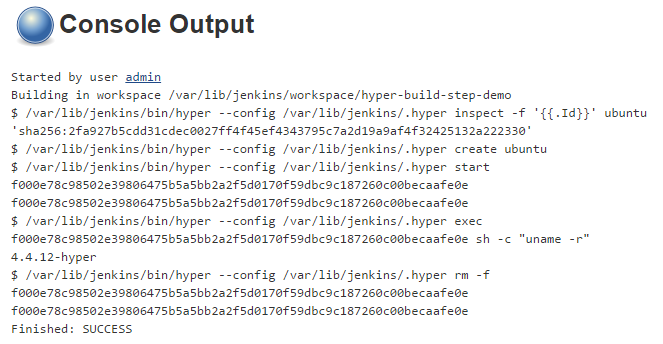 Console Output
Started by user admin
Building in workspace /var/lib/jenkins/workspace/hyper-build-step-demo
$ /var/lib/jenkins/bin/hyper --config /var/lib/jenkins/.hyper inspect -f '{{.Id}}' ubuntu
'sha256:2fa927b5cdd31cdec0027ff4f45ef4343795c7a2d19a9af4f32425132a222330'
$ /var/lib/jenkins/bin/hyper --config /var/lib/jenkins/.hyper create ubuntu
$ /var/lib/jenkins/bin/hyper --config /var/lib/jenkins/.hyper start
f000e78c98502e39806475b5a5bb2a2f5d0170f59dbc9c187260c00becaafe0e
f000e78c98502e39806475b5a5bb2a2f5d0170f59dbc9c187260c00becaafe0e
$ /var/lib/jenkins/bin/hyper --config /var/lib/jenkins/.hyper exec
f000e78c98502e39806475b5a5bb2a2f5d0170f59dbc9c187260c00becaafe0e sh -c "uname -r"
4.4.12-hyper
$ /var/lib/jenkins/bin/hyper --config /var/lib/jenkins/.hyper rm -f
f000e78c98502e39806475b5a5bb2a2f5d0170f59dbc9c187260c00becaafe0e
f000e78c98502e39806475b5a5bb2a2f5d0170f59dbc9c187260c00becaafe0e
Finished: SUCCESS